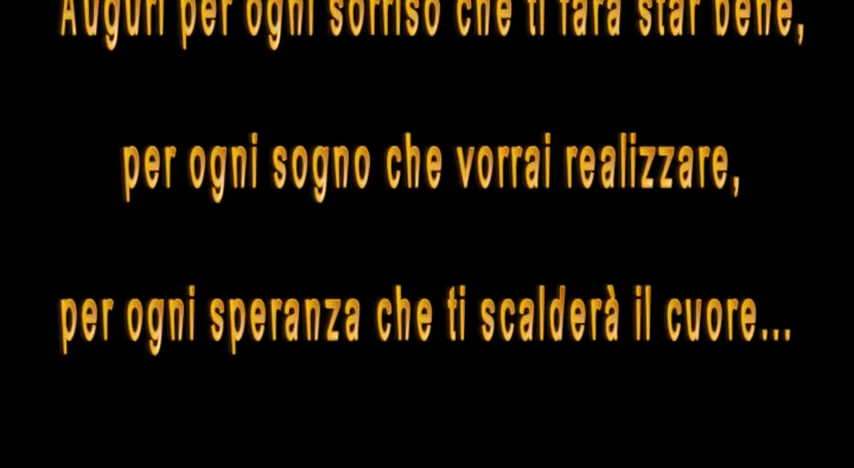 Auguri per ogni sorriso che ti farà star bene,
per ogni sogno che vorrai realizzare,
per ogni speranza che ti scalderà il cuore...